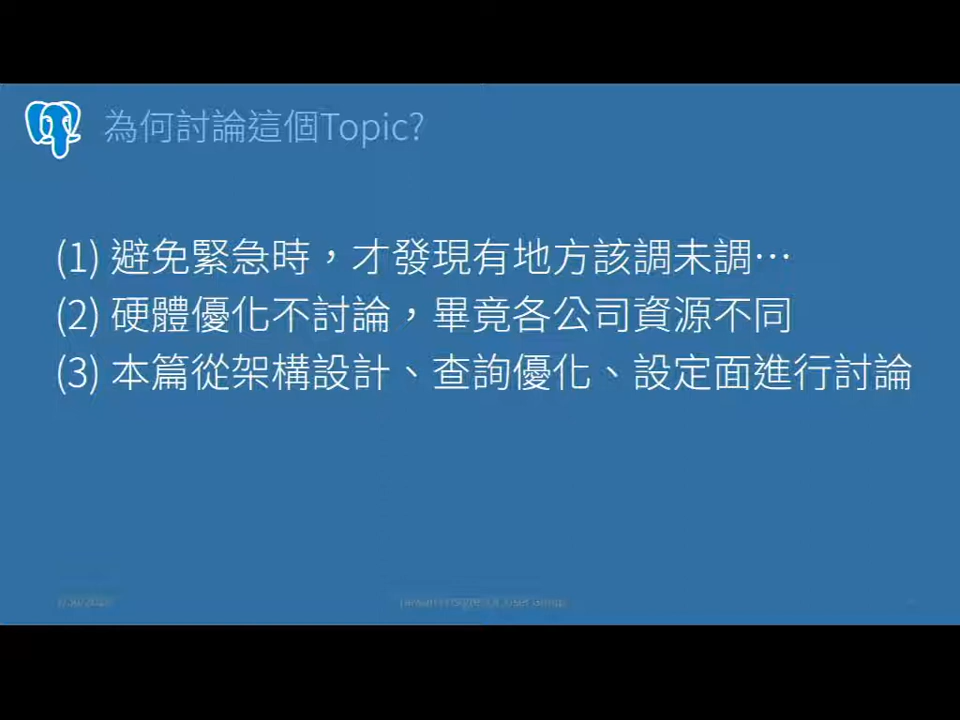 為何討論這個Topic?
(1) 避免緊急時，才發現有地方該調未調…
(2) 硬體優化不討論，畢竟各公司資源不同
(3) 本篇從架構設計、查詢優化、設定面進行討論
User Group